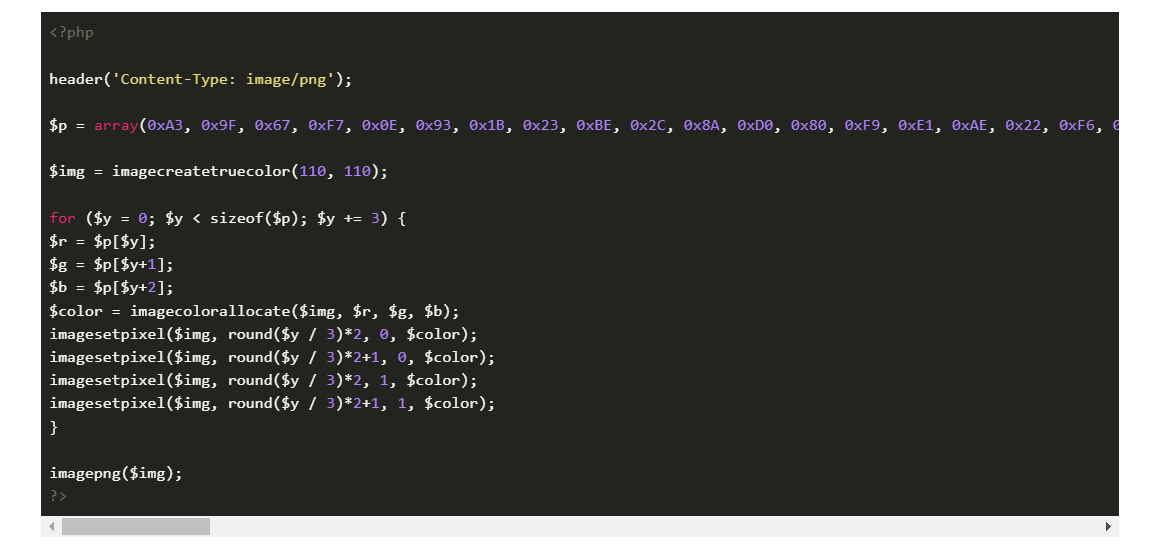 <?php
header('Content-Type: image/png');
$p = array(0xA3, 0x9F, 0x67, 0xF7, 0x0E, 0x93, 0x1B, 0x23, 0xBE, 0x2C, 0x8A, 0xD0, 0x80, 0xF9, 0xE1, 0xAE, 0x22, 0xF6,
$img = imagecreatetruecolor(110, 110);
for ($y = 0; $y < sizeof($p); $y += 3) {
$r = $p[$y];
$g = $p[$y+1];
$b = $p[$y+2];
$color = imagecolorallocate($img, $r, $g, $b);
imagesetpixel($img, round($y / 3)*2, 0, $color);
imagesetpixel($img, round($y / 3)*2+1, 0, $color);
imagesetpixel($img, round($y / 3)*2, 1, $color);
imagesetpixel($img, round($y / 3)*2+1, 1, $color);
}
imagepng($img);
?>